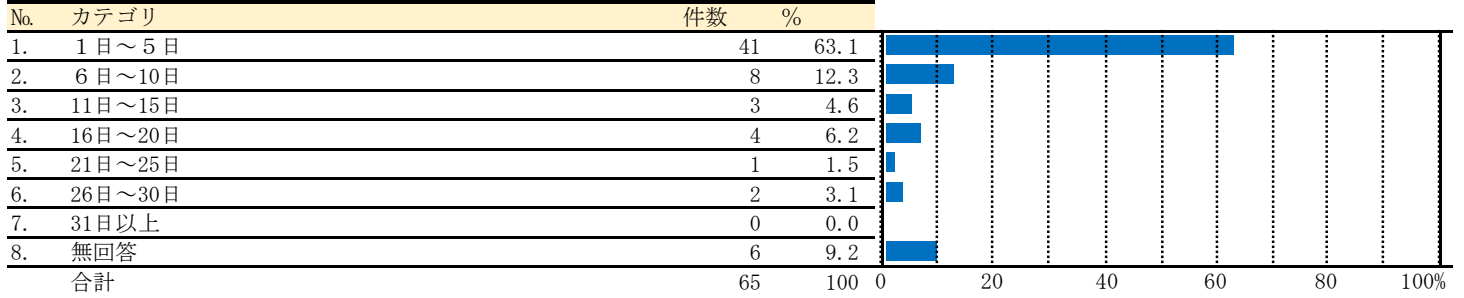 № カテゴリ 件数 %
1. １日～５日 41 63.1
2. ６日～10日 8 12.3
3. 11日～15日 3 4.6
4. 16日～20日 4 6.2
5. 21日～25日 1 1.5
6. 26日～30日 2 3.1
7. 31日以上 0 0.0
8. 無回答 6 9.2
合計 65 100 0 20 40 60 80 100%